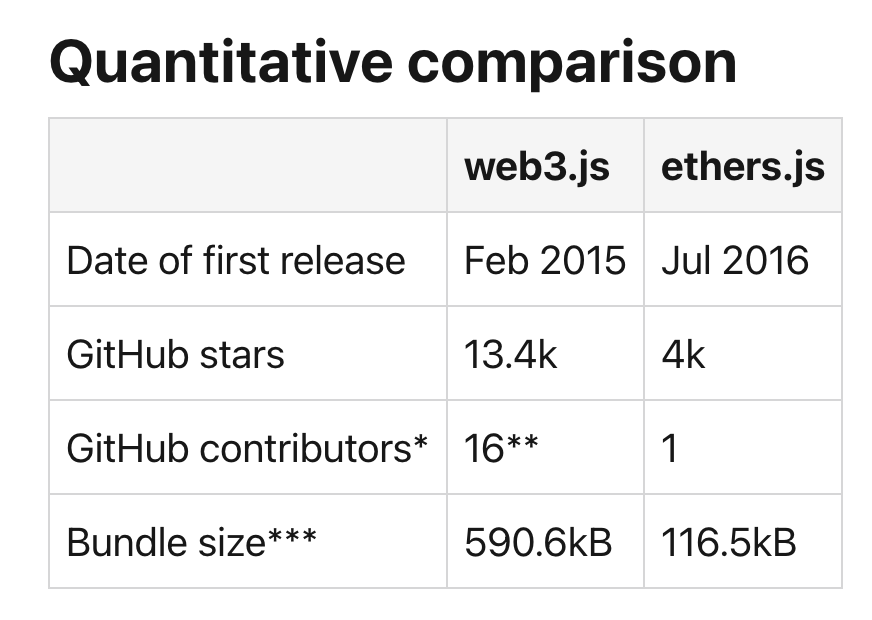 Quantitative comparison
web3.js ethers.js
Date of first release Feb 2015 Jul 2016
GitHub stars 13.4k 4k
GitHub contributors* 16** 1
Bundle size*** 590.6kB 116.5kB